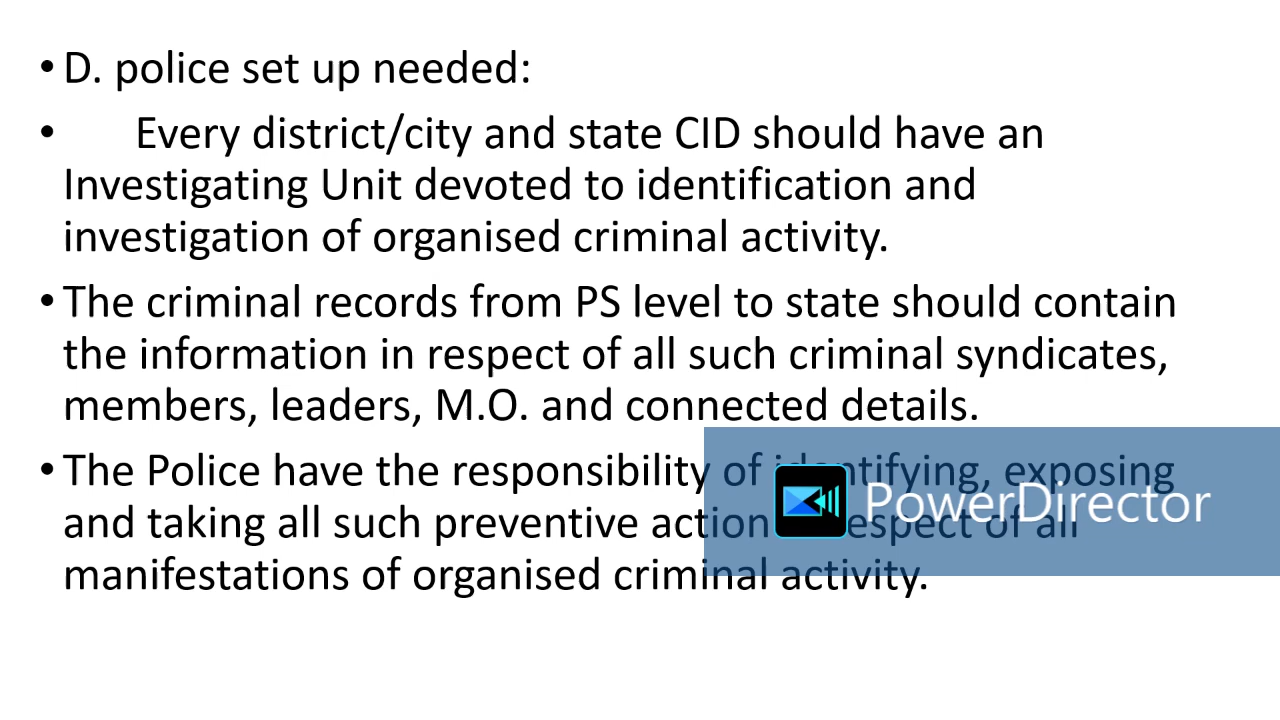 • D. police set up needed:
• Every district/city and state CID should have an
Investigating Unit devoted to identification and
investigation of organised criminal activity.
• The criminal records from PS level to state should contain
the information in respect of all such criminal syndicates,
members, leaders, M.O. and connected details.
• The Police have the responsibility of identifying, exposing
and taking all such preventive action respect of all
manifestations of organised criminal activity.
PowerDirector